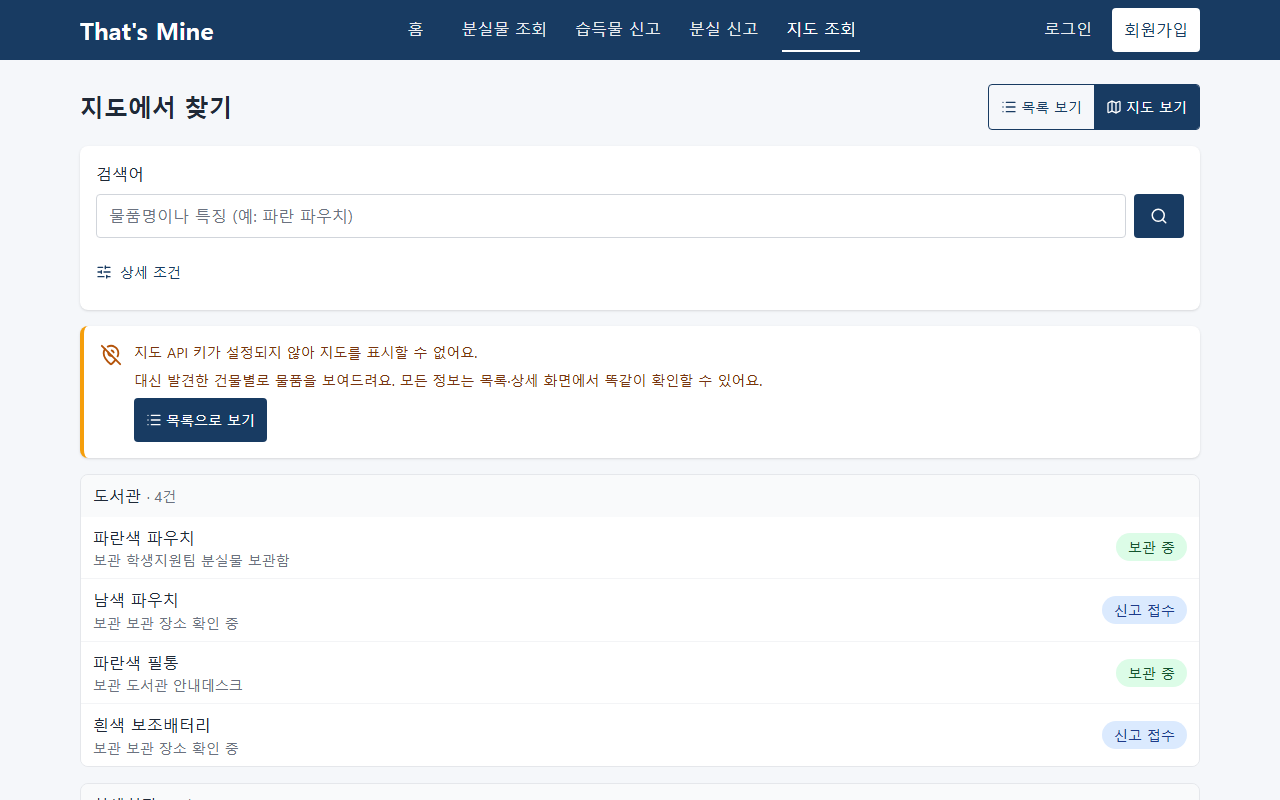 That's Mine
홈
분실물 조회
습득물 신고
분실 신고
지도 조회
로그인
회원가입
지도에서 찾기
목록 보기
지도 보기
검색어
물품명이나 특징 (예: 파란 파우치)
상세 조건
지도 API 키가 설정되지 않아 지도를 표시할 수 없어요.
대신 발견한 건물별로 물품을 보여드려요. 모든 정보는 목록·상세 화면에서 똑같이 확인할 수 있어요.
목록으로 보기
도서관 · 4건
파란색 파우치
보관 학생지원팀 분실물 보관함
보관 중
남색 파우치
보관 보관 장소 확인 중
신고 접수
파란색 필통
보관 도서관 안내데스크
보관 중
흰색 보조배터리
보관 보관 장소 확인 중
신고 접수